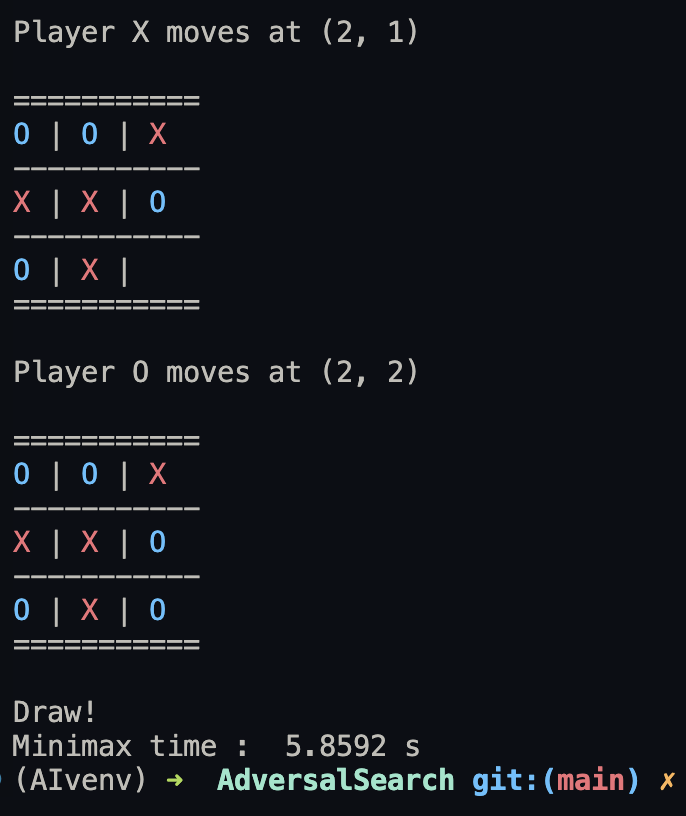 Player X moves at (2, 1)
===========
O | O | X
-----------
X | X | O
-----------
O | X |
===========
Player O moves at (2, 2)
===========
O | O | X
-----------
X | X | O
-----------
O | X | O
===========
Draw!
Minimax time :  5.8592 s
(AIvenv) ➜  AdversalSearch git:(main) ✗